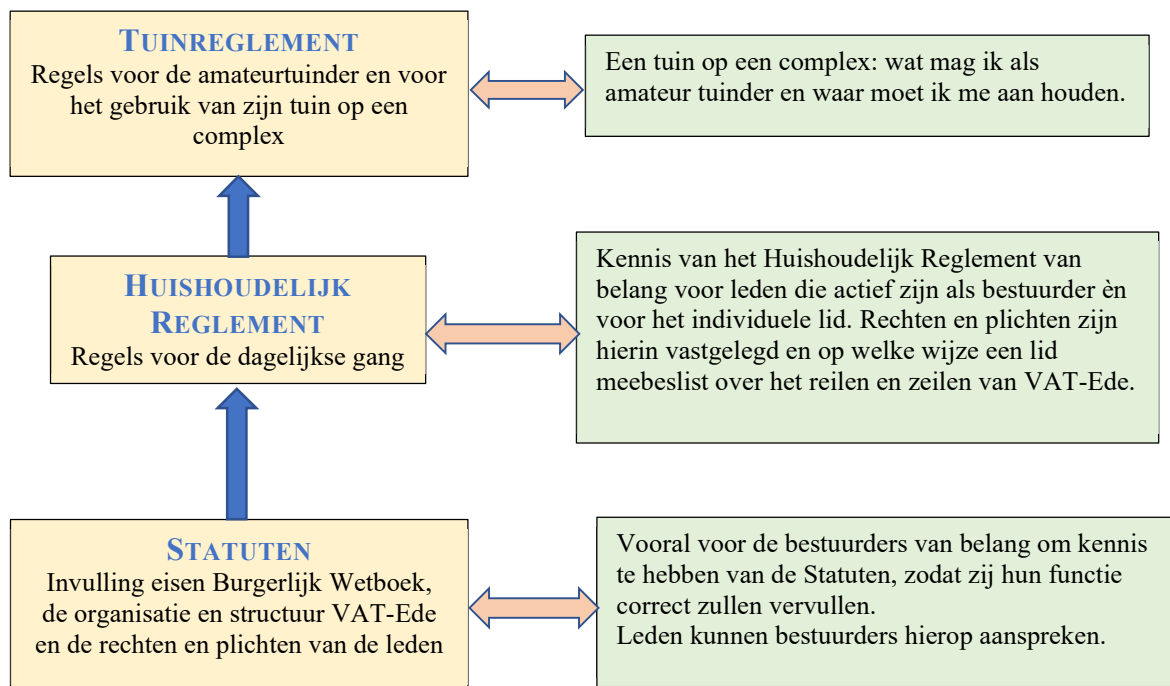 TUINREGLEMENT
Regels voor de amateurtuinder en voor
het gebruik van zijn tuin op een
complex
Een tuin op een complex: wat mag ik als
amateur tuinder en waar moet ik me aan houden.
HUISHOUDELIJK
REGLEMENT
Regels voor de dagelijkse gang
Kennis van het Huishoudelijk Reglement van
belang voor leden die actief zijn als bestuurder èn
voor het individuele lid. Rechten en plichten zijn
hierin vastgelegd en op welke wijze een lid
meebeslist over het reilen en zeilen van VAT-Ede.
STATUTEN
Invulling eisen Burgerlijk Wetboek,
de organisatie en structuur VAT-Ede
en de rechten en plichten van de leden
Vooral voor de bestuurders van belang om kennis
te hebben van de Statuten, zodat zij hun functie
correct zullen vervullen.
Leden kunnen bestuurders hierop aanspreken.